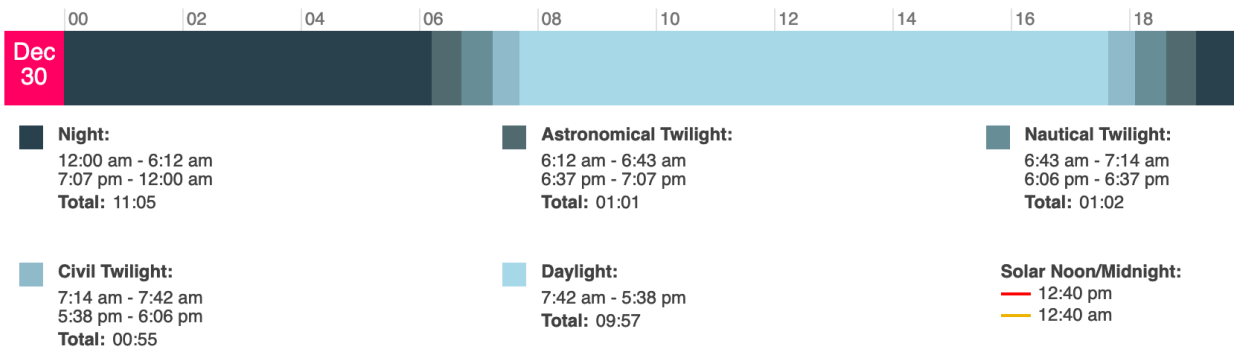 00 02 04 06 08 10 12 14 16 18
Dec
30
Night:
12:00 am - 6:12 am
7:07 pm - 12:00 am
Total: 11:05
Astronomical Twilight:
6:12 am - 6:43 am
6:37 pm - 7:07 pm
Total: 01:01
Nautical Twilight:
6:43 am - 7:14 am
6:06 pm - 6:37 pm
Total: 01:02
Civil Twilight:
7:14 am - 7:42 am
5:38 pm - 6:06 pm
Total: 00:55
Daylight:
7:42 am - 5:38 pm
Total: 09:57
Solar Noon/Midnight:
12:40 pm
12:40 am